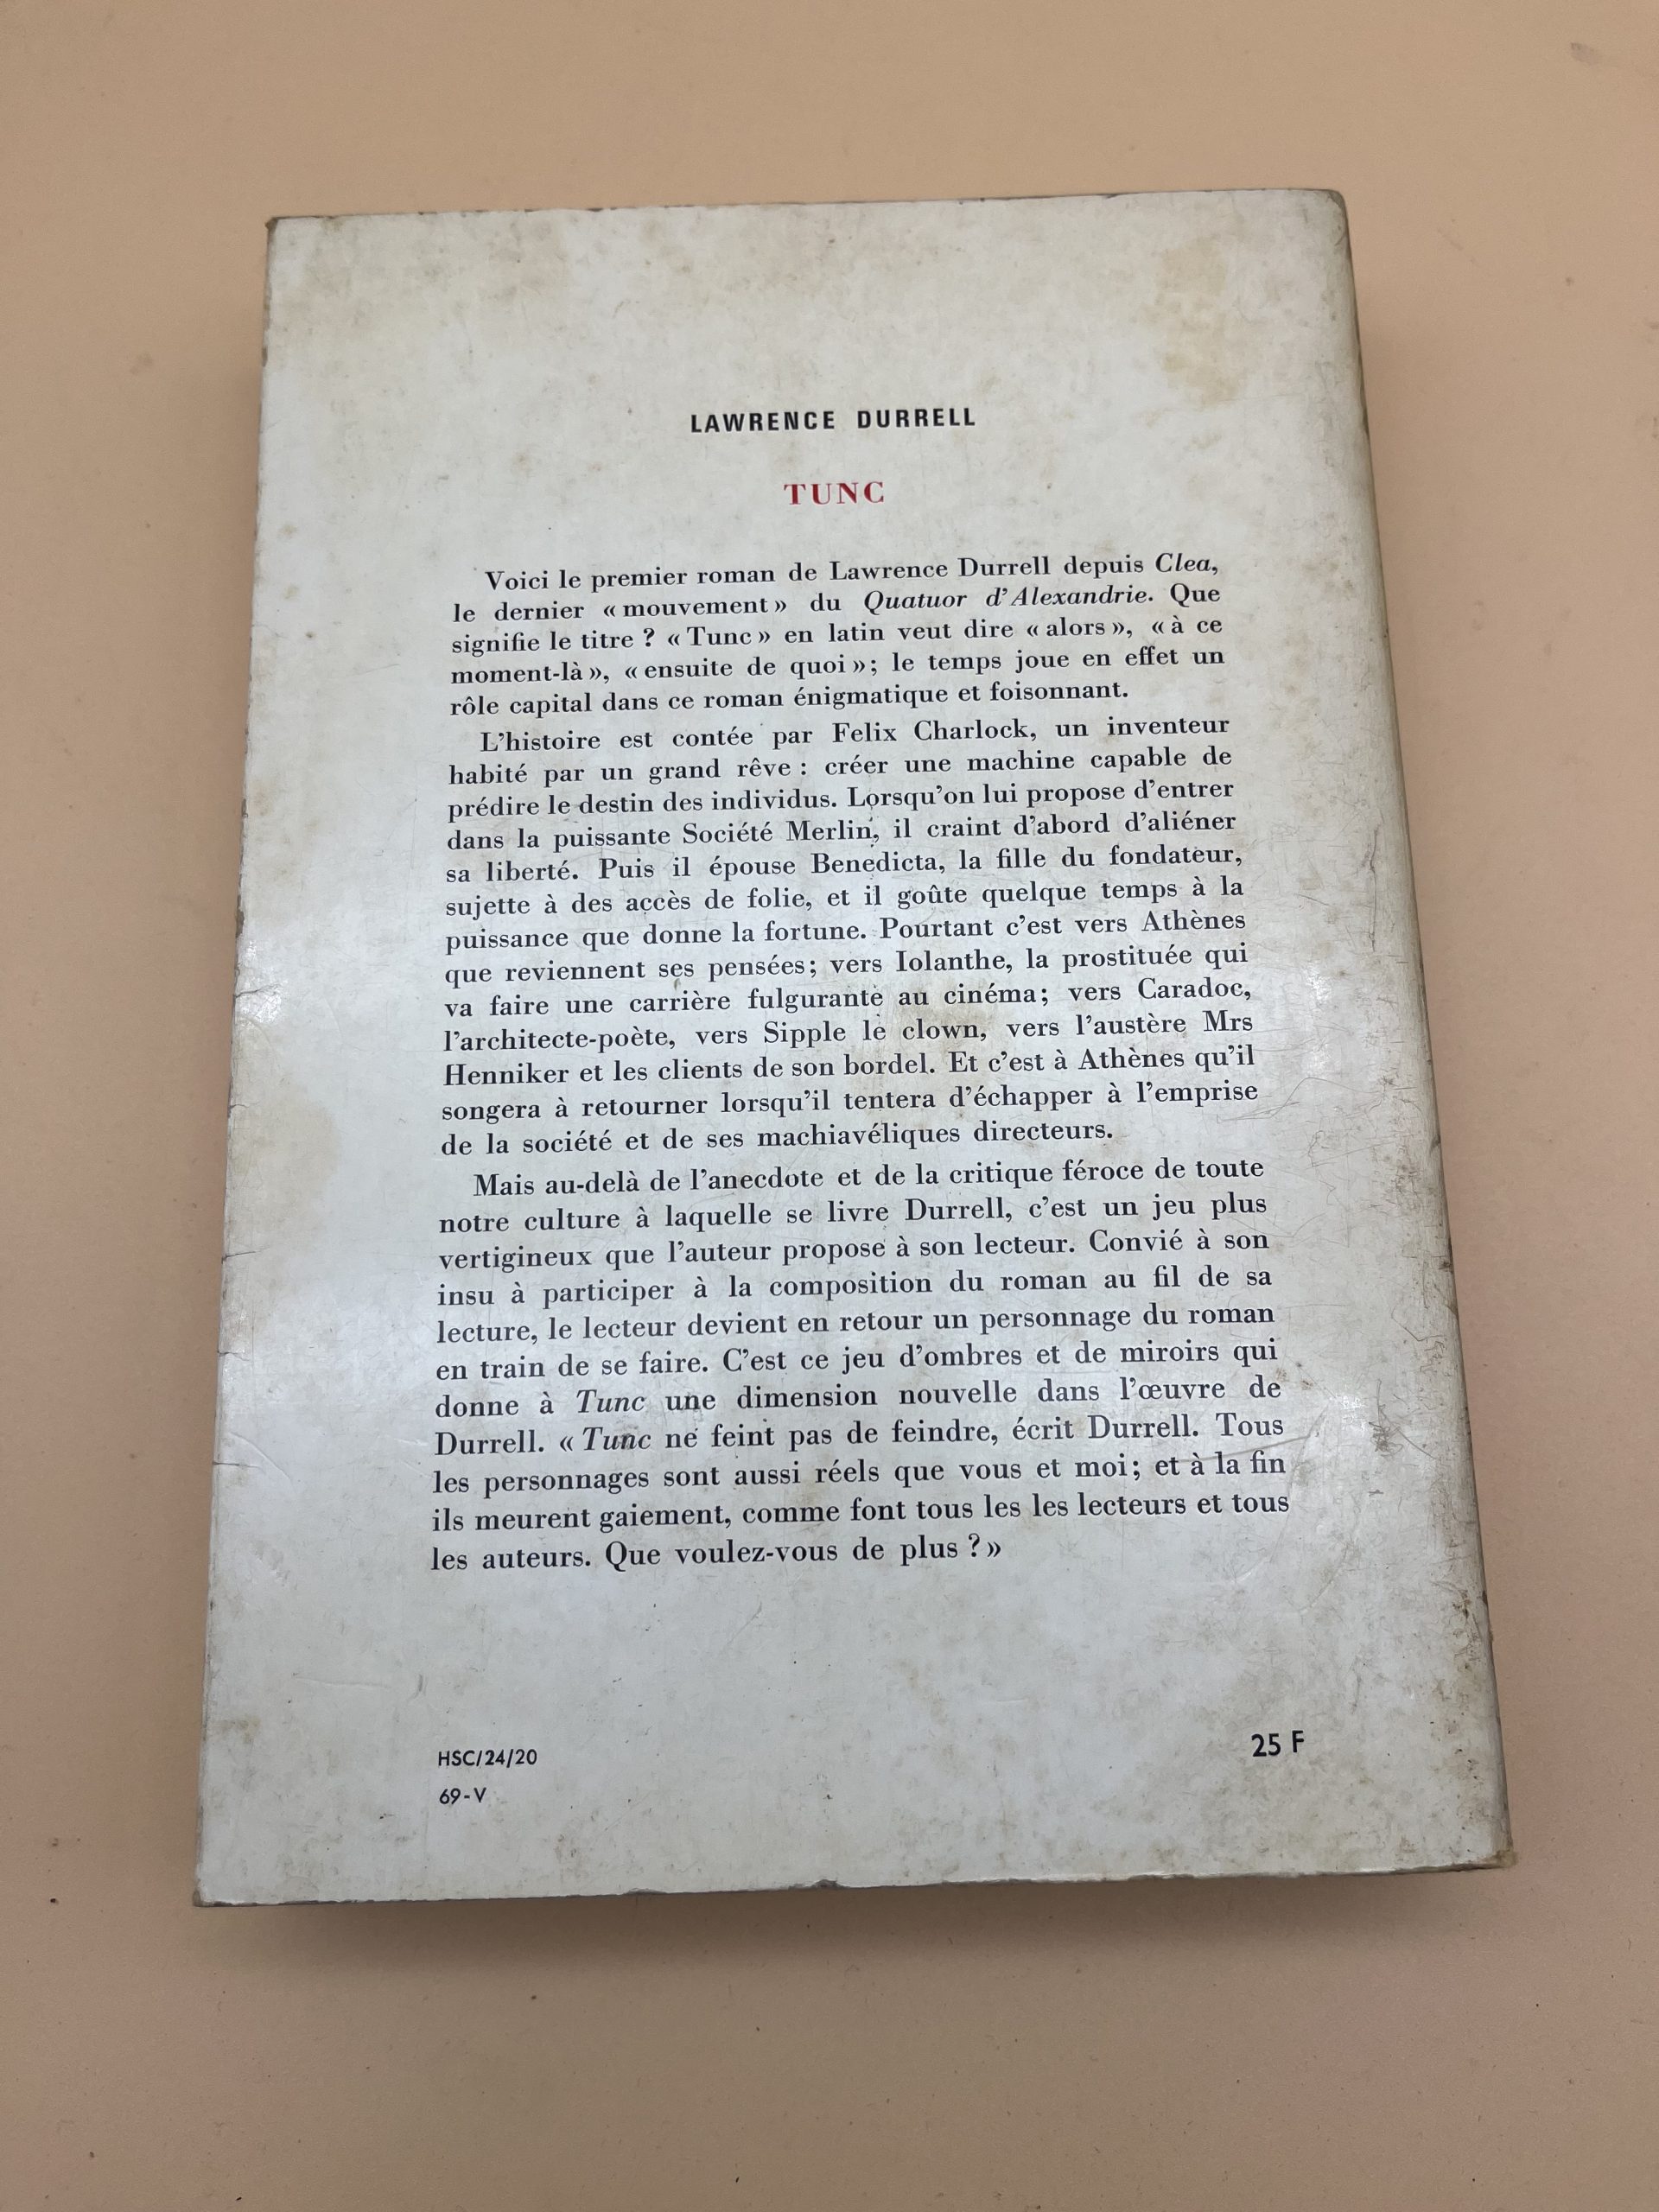 LAWRENCE DURRELL
TUNC
Voici le premier roman de Lawrence Durrell depuis Clea,
le dernier « mouvement » du Quatuor d'Alexandrie. Que
signifie le titre ? « Tunc » en latin veut dire « alors », « à ce
moment-là », « ensuite de quoi » ; le temps joue en effet un
rôle capital dans ce roman énigmatique et foisonnant.
L'histoire est contée par Felix Charlock, un inventeur
habité par un grand rêve : créer une machine capable de
prédire le destin des individus. Lorsqu'on lui propose d'entrer
dans la puissante Société Merlin, il craint d'abord d'aliéner
sa liberté. Puis il épouse Benedicta, la fille du fondateur,
sujette à des accès de folie, et il goûte quelque temps à la
puissance que donne la fortune. Pourtant c'est vers Athènes
que reviennent ses pensées ; vers Iolanthe, la prostituée qui
va faire une carrière fulgurante au cinéma ; vers Caradoc,
l'architecte-poète, vers Sipple le clown, vers l'austère Mrs
Henniker et les clients de son bordel. Et c'est à Athènes qu'il
songera à retourner lorsqu'il tentera d'échapper à l'emprise
de la société et de ses machiavéliques directeurs.
Mais au-delà de l'anecdote et de la critique féroce de toute
notre culture à laquelle se livre Durrell, c'est un jeu plus
vertigineux que l'auteur propose à son lecteur. Convié à son
insu à participer à la composition du roman au fil de sa
lecture, le lecteur devient en retour un personnage du roman
en train de se faire. C'est ce jeu d'ombres et de miroirs qui
donne à Tunc une dimension nouvelle dans l'œuvre de
Durrell. « Tunc ne feint pas de feindre, écrit Durrell. Tous
les personnages sont aussi réels que vous et moi ; et à la fin
ils meurent gaiement, comme font tous les les lecteurs et tous
les auteurs. Que voulez-vous de plus ? »
HSC/24/20
25 F
69-V